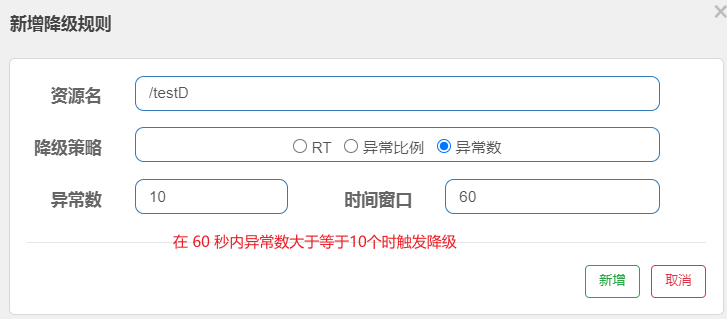 新增降级规则
资源名 /testD
降级策略 RT 异常比例 异常数
异常数 10 时间窗口 60
在 60 秒内异常数大于等于10个时触发降级
新增 取消